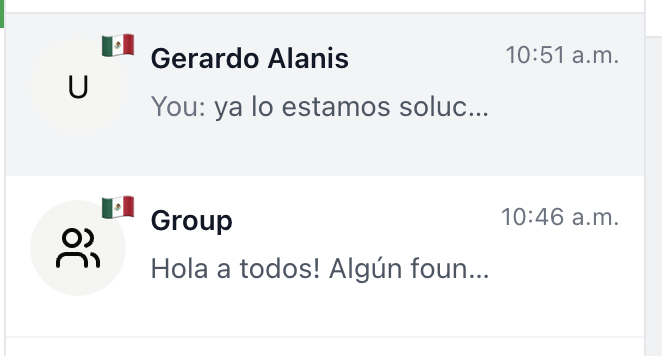 U
Gerardo Alanis
10:51 a.m.
You: ya lo estamos soluc...
Group
10:46 a.m.
Hola a todos! Algún foun...